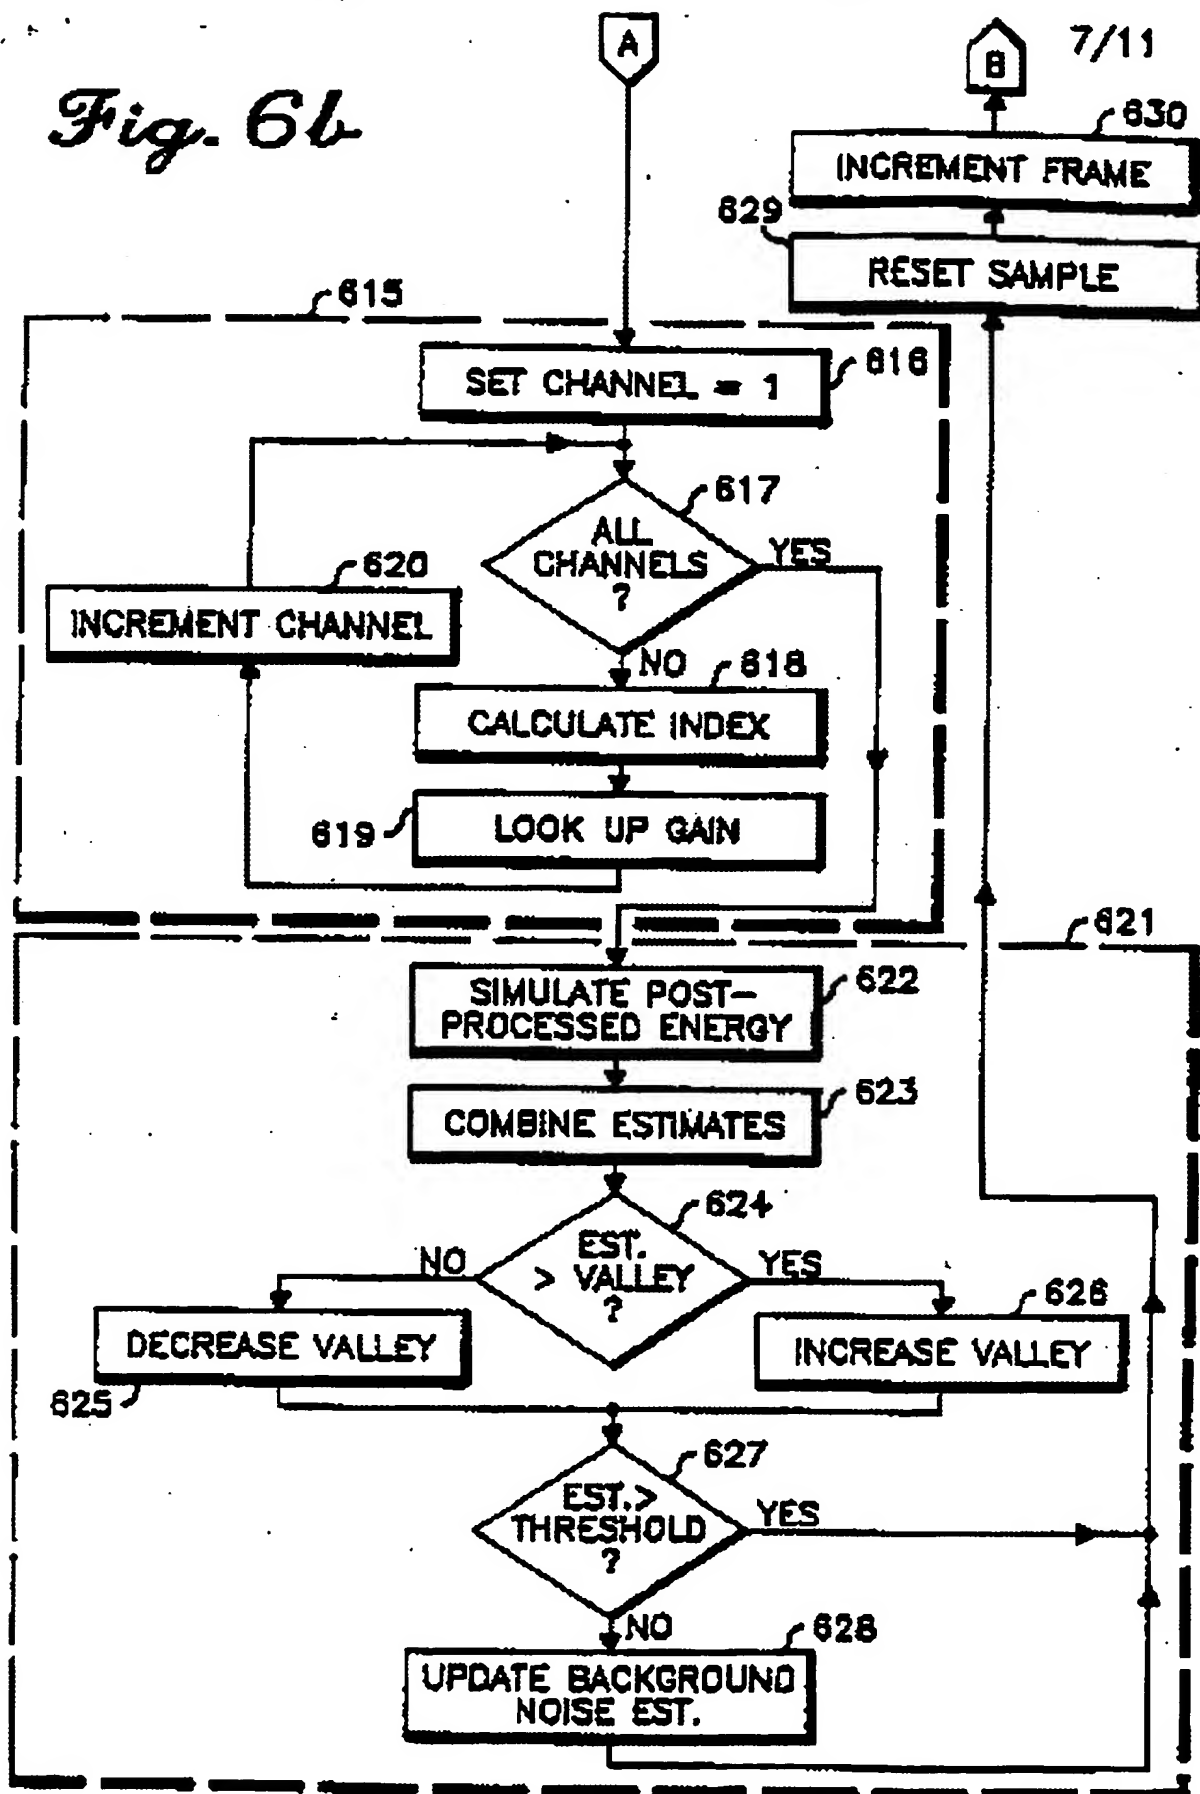 A
B
7/11
Fig. 6b
630
INCREMENT FRAME
629
RESET SAMPLE
615
SET CHANNEL = 1
616
617
ALL
CHANNELS
?
YES
620
INCREMENT CHANNEL
NO
618
CALCULATE INDEX
619
LOOK UP GAIN
621
SIMULATE POST-
PROCESSED ENERGY
622
COMBINE ESTIMATES
623
624
EST.
> VALLEY
?
NO
YES
DECREASE VALLEY
625
626
INCREASE VALLEY
627
EST.>
THRESHOLD
?
YES
NO
628
UPDATE BACKGROUND
NOISE EST.